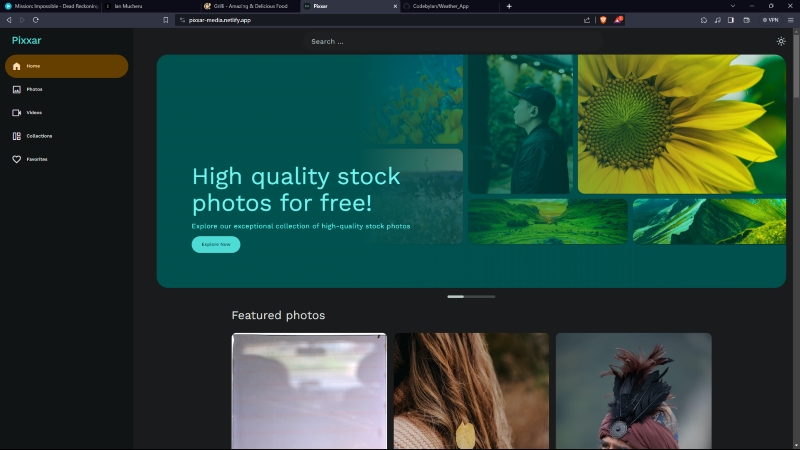 Mission: Impossible - Dead Reckoning
Ian Muchera
Grilli - Amazing & Delicious Food
Pixxar
Codebylan/Weather_App
pixxar-media.netlify.app
VPN
Pixxar
Search ...
Home
Photos
Videos
Collections
Favorites
High quality stock
photos for free!
Explore our exceptional collection of high-quality stock photos
Explore Now
Featured photos